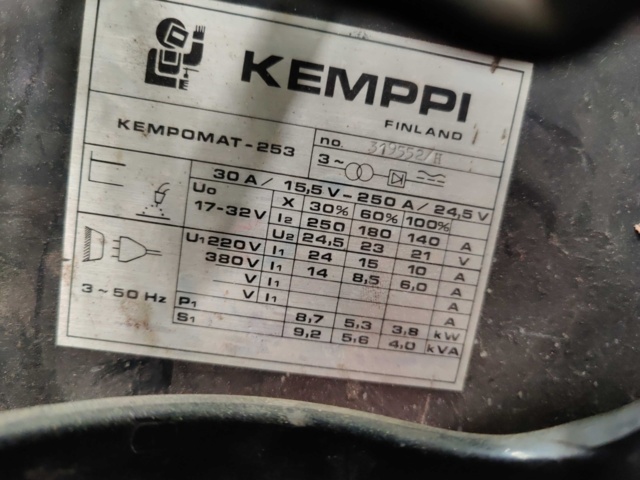 KEMPPI
FINLAND
KEMPOMAT-253 no. 319552/II
3~
30 A/ 15,5 V-250 A/ 24,5 V
U0 X 30% 60% 100%
17-32V I2 250 180 140 A
U2 24,5 23 21 V
U1 220V I1 24 15 10 A
380V I1 14 8,5 6,0 A
V I1 A
V I1 A
3~50 Hz
P1 8,7 5,3 3,8 kW
S1 9,2 5,6 4,0 kVA